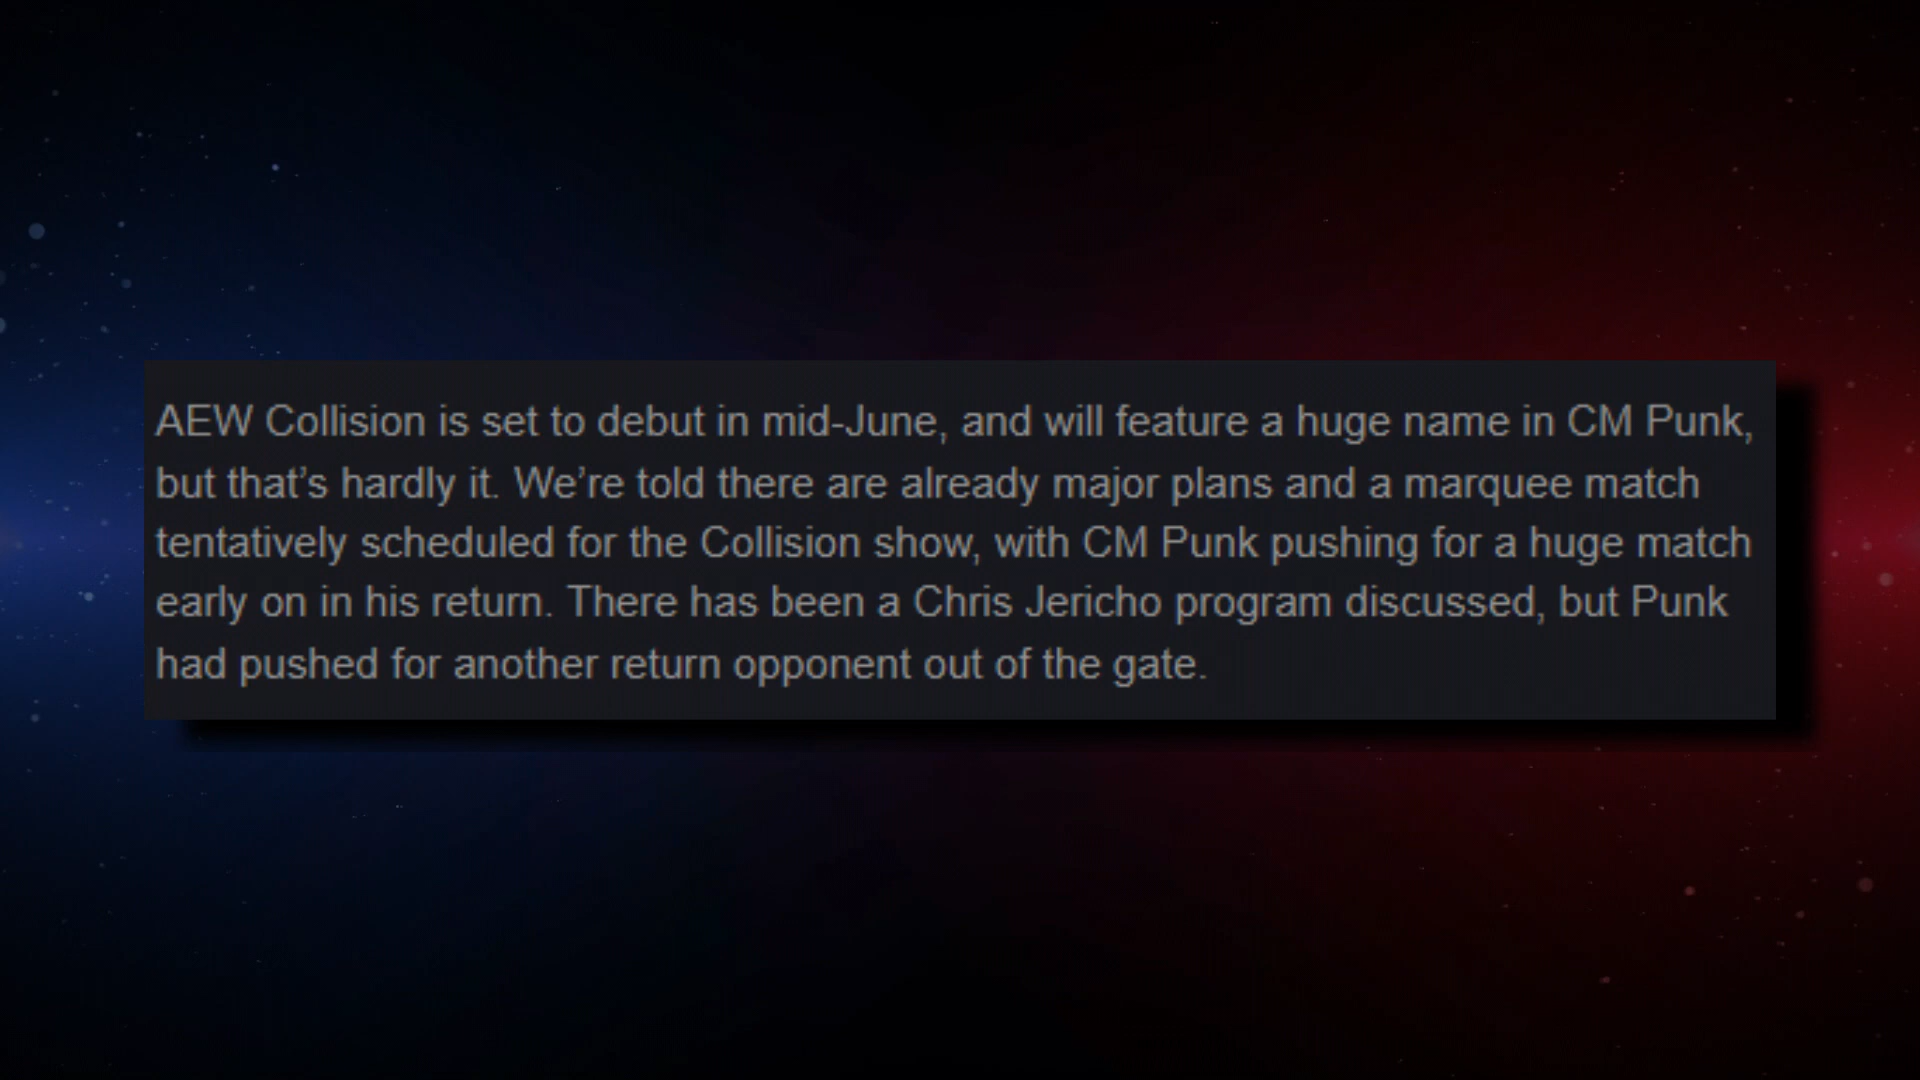 AEW Collision is set to debut in mid-June, and will feature a huge name in CM Punk,
but that’s hardly it. We’re told there are already major plans and a marquee match
tentatively scheduled for the Collision show, with CM Punk pushing for a huge match
early on in his return. There has been a Chris Jericho program discussed, but Punk
had pushed for another return opponent out of the gate.